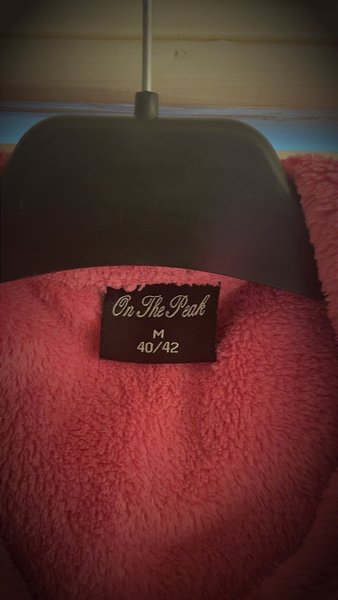 On The Peak
M
40/42